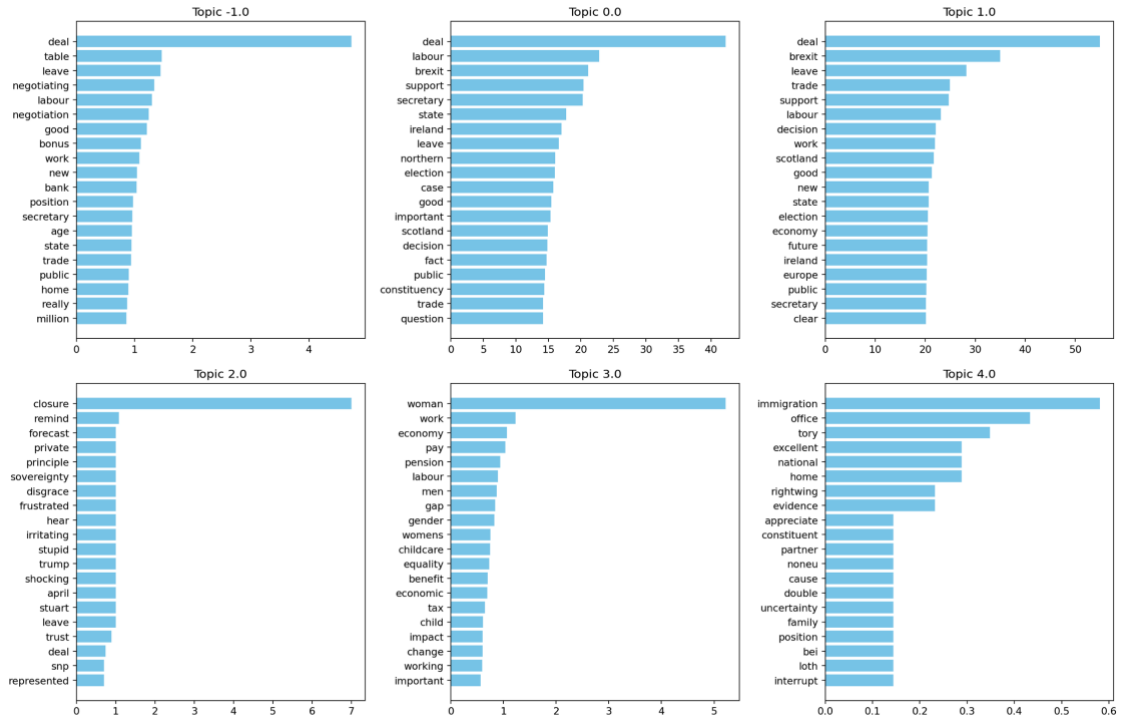 Topic -1.0
deal
table
leave
negotiating
labour
negotiation
good
bonus
work
new
bank
position
secretary
age
state
trade
public
home
really
million
0 1 2 3 4
Topic 0.0
deal
labour
brexit
support
secretary
state
ireland
leave
northern
election
case
good
important
scotland
decision
fact
public
constituency
trade
question
0 5 10 15 20 25 30 35 40
Topic 1.0
deal
brexit
leave
trade
support
labour
decision
work
scotland
good
new
state
election
economy
future
ireland
europe
public
secretary
clear
0 10 20 30 40 50
Topic 2.0
closure
remind
forecast
private
principle
sovereignty
disgrace
frustrated
hear
irritating
stupid
trump
shocking
april
stuart
leave
trust
deal
snp
represented
0 1 2 3 4 5 6 7
Topic 3.0
woman
work
economy
pay
pension
labour
men
gap
gender
womens
childcare
equality
benefit
economic
tax
child
impact
change
working
important
0 1 2 3 4 5
Topic 4.0
immigration
office
tory
excellent
national
home
rightwing
evidence
appreciate
constituent
partner
noneu
cause
double
uncertainty
family
position
bei
loth
interrupt
0.0 0.1 0.2 0.3 0.4 0.5 0.6